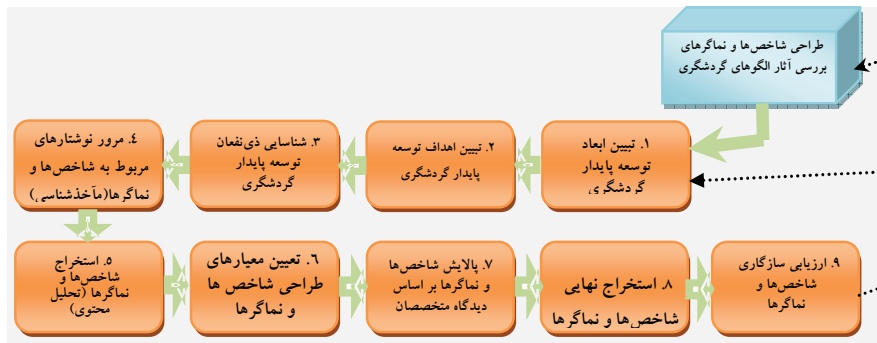 طراحی شاخص‌ها و نماگرهای
بررسی آثار الگوهای گردشگری
۱. تبیین ابعاد
توسعه پایدار
گردشگری
۲. تبیین اهداف توسعه
پایدار گردشگری
۳. شناسایی ذی‌نفعان
توسعه پایدار
گردشگری
۴. مرور نوشتارهای
مربوط به شاخص‌ها و
نماگرها(مآخذشناسی)
۵. استخراج
شاخص‌ها و
نماگرها (تحلیل
محتوی)
۶. تعیین معیارهای
طراحی شاخص ها
و نماگرها
۷. پالایش شاخص‌ها
و نماگرها بر اساس
دیدگاه متخصصان
۸. استخراج نهایی
شاخص‌ها و نماگرها
۹. ارزیابی سازگاری
شاخص‌ها و
نماگرها